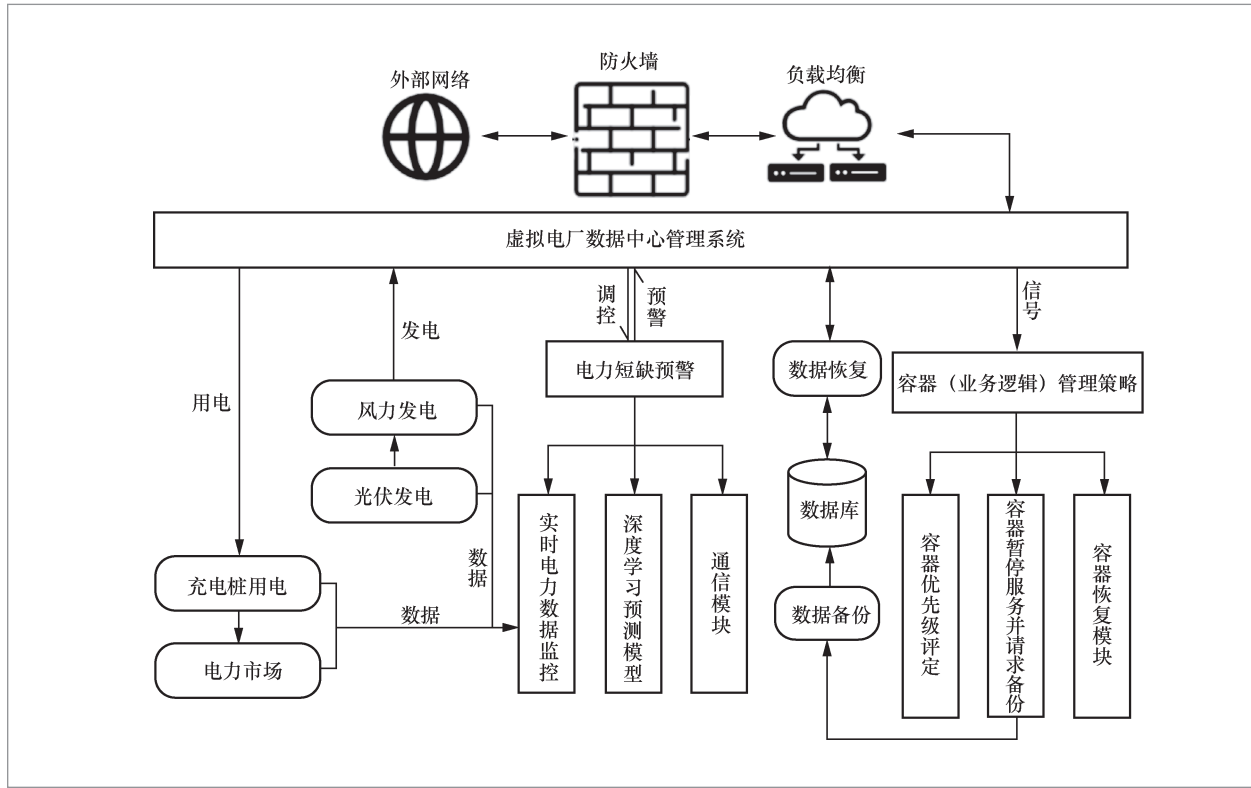 外部网络
防火墙
负载均衡
虚拟电厂数据中心管理系统
用电
发电
调控
预警
信号
风力发电
光伏发电
数据
充电桩用电
电力市场
数据
电力短缺预警
实时电力数据监控
深度学习预测模型
通信模块
数据恢复
数据库
数据备份
容器（业务逻辑）管理策略
容器优先级评定
容器暂停服务并请求备份
容器恢复模块